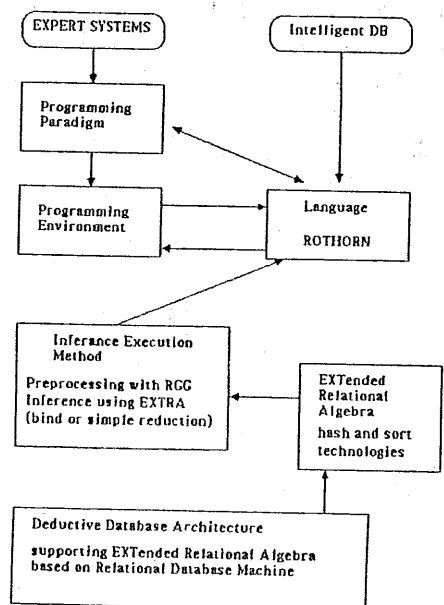 EXPERT SYSTEMS
Intelligent DB
Programming
Paradigm
Programming
Environment
Language
ROTHORN
Inferance Execution
Method
Preprocessing with RGG
Inference using EXTRA
(bind or simple reduction)
EXTended
Relational
Algebra
hash and sort
technologies
Deductive Database Architecture
supporting EXTended Relational Algebra
based on Relational Database Machine